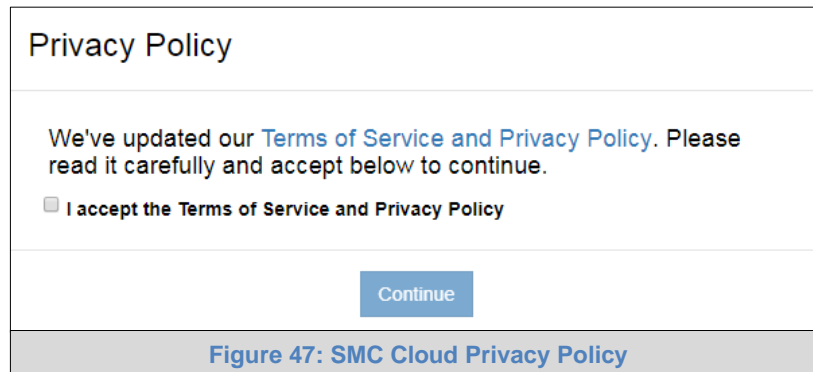 Privacy Policy
We've updated our Terms of Service and Privacy Policy. Please
read it carefully and accept below to continue.
I accept the Terms of Service and Privacy Policy
Continue
Figure 47: SMC Cloud Privacy Policy